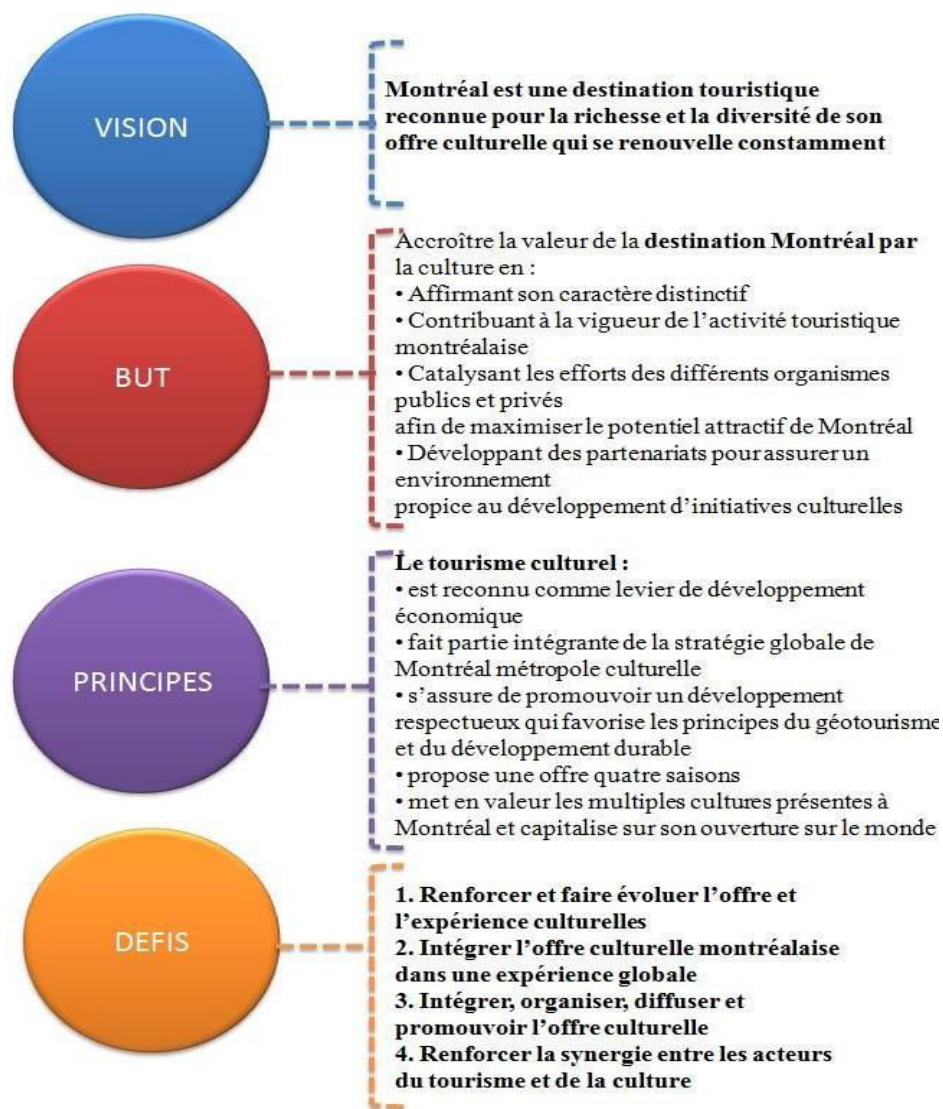 VISION
Montréal est une destination touristique
reconnue pour la richesse et la diversité de son
offre culturelle qui se renouvelle constamment
BUT
Accroître la valeur de la destination Montréal par
la culture en :
• Affirmant son caractère distinctif
• Contribuant à la vigueur de l’activité touristique
montréalaise
• Catalysant les efforts des différents organismes
publics et privés
afin de maximiser le potentiel attractif de Montréal
• Développant des partenariats pour assurer un
environnement
propice au développement d’initiatives culturelles
PRINCIPES
Le tourisme culturel :
• est reconnu comme levier de développement
économique
• fait partie intégrante de la stratégie globale de
Montréal métropole culturelle
• s’assure de promouvoir un développement
respectueux qui favorise les principes du géotourisme
et du développement durable
• propose une offre quatre saisons
• met en valeur les multiples cultures présentes à
Montréal et capitalise sur son ouverture sur le monde
DEFIS
1. Renforcer et faire évoluer l’offre et
l’expérience culturelles
2. Intégrer l’offre culturelle montréalaise
dans une expérience globale
3. Intégrer, organiser, diffuser et
promouvoir l’offre culturelle
4. Renforcer la synergie entre les acteurs
du tourisme et de la culture